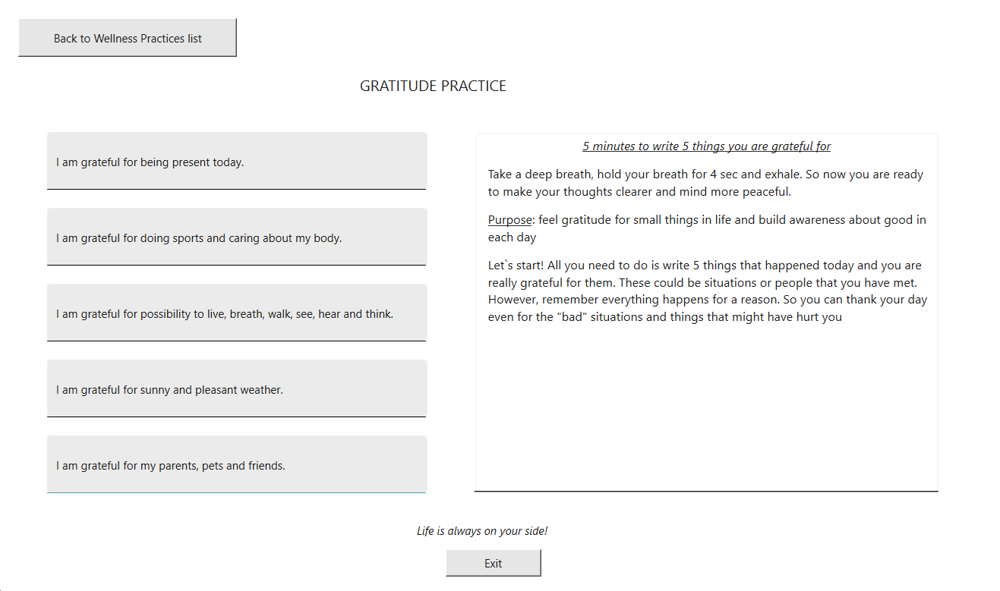 Back to Wellness Practices list
GRATITUDE PRACTICE
I am grateful for being present today.
I am grateful for doing sports and caring about my body.
I am grateful for possibility to live, breath, walk, see, hear and think.
I am grateful for sunny and pleasant weather.
I am grateful for my parents, pets and friends.
5 minutes to write 5 things you are grateful for
Take a deep breath, hold your breath for 4 sec and exhale. So now you are ready
to make your thoughts clearer and mind more peaceful.
Purpose: feel gratitude for small things in life and build awareness about good in
each day
Let`s start! All you need to do is write 5 things that happened today and you are
really grateful for them. These could be situations or people that you have met.
However, remember everything happens for a reason. So you can thank your day
even for the "bad" situations and things that might have hurt you
Life is always on your side!
Exit